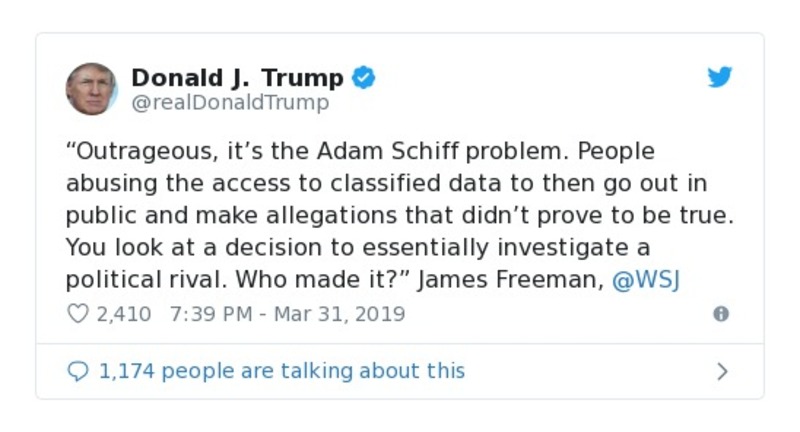 Donald J. Trump
@realDonaldTrump
“Outrageous, it’s the Adam Schiff problem. People
abusing the access to classified data to then go out in
public and make allegations that didn’t prove to be true.
You look at a decision to essentially investigate a
political rival. Who made it?” James Freeman, @WSJ
2,410 7:39 PM - Mar 31, 2019
1,174 people are talking about this